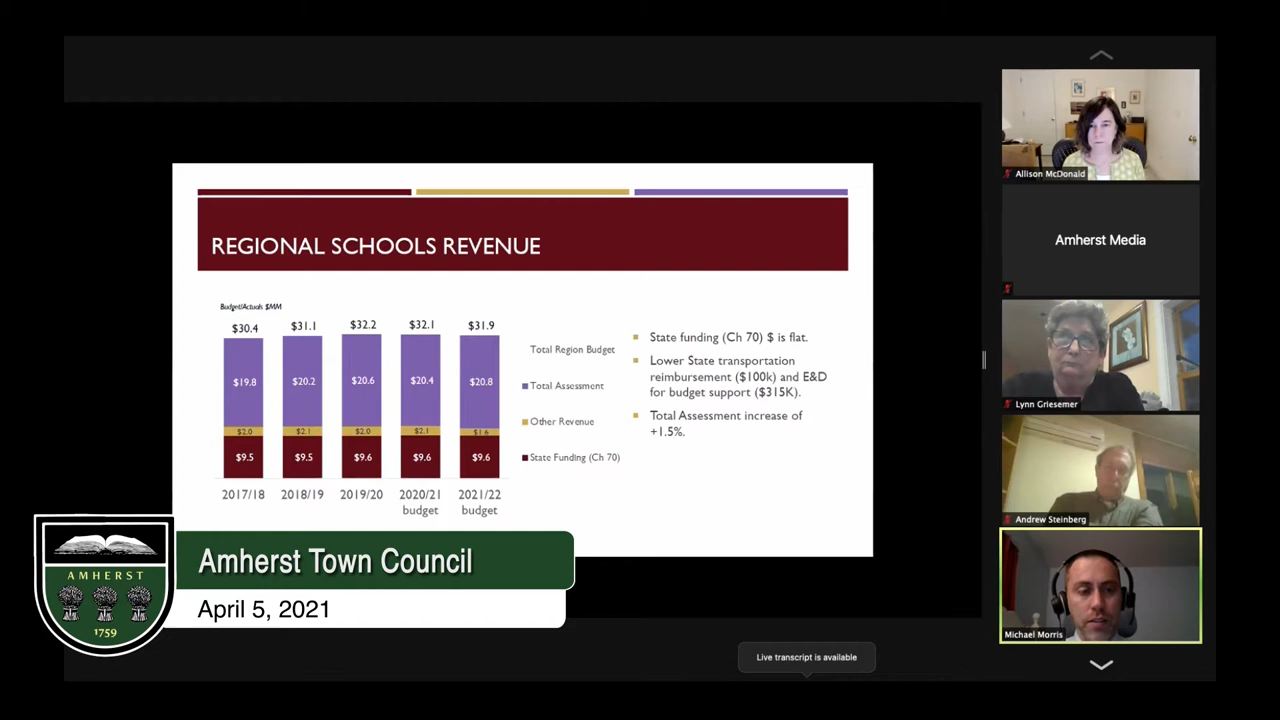 REGIONAL SCHOOLS REVENUE
Budget/Actuals $MM
$30.4 $31.1 $32.2 $32.1 $31.9
$19.8 $20.2 $20.6 $20.4 $20.8
$2.0 $2.1 $2.0 $2.1 $1.6
$9.5 $9.5 $9.6 $9.6 $9.6
2017/18 2018/19 2019/20 2020/21 2021/22
budget budget
Total Region Budget
Total Assessment
Other Revenue
State Funding (Ch 70)
State funding (Ch 70) $ is flat.
Lower State transportation
reimbursement ($100k) and E&D
for budget support ($315K).
Total Assessment increase of
+1.5%.
Allison McDonald
Amherst Media
Lynn Griesemer
Andrew Steinberg
Michael Morris
AMHERST
1759
Amherst Town Council
April 5, 2021
Live transcript is available